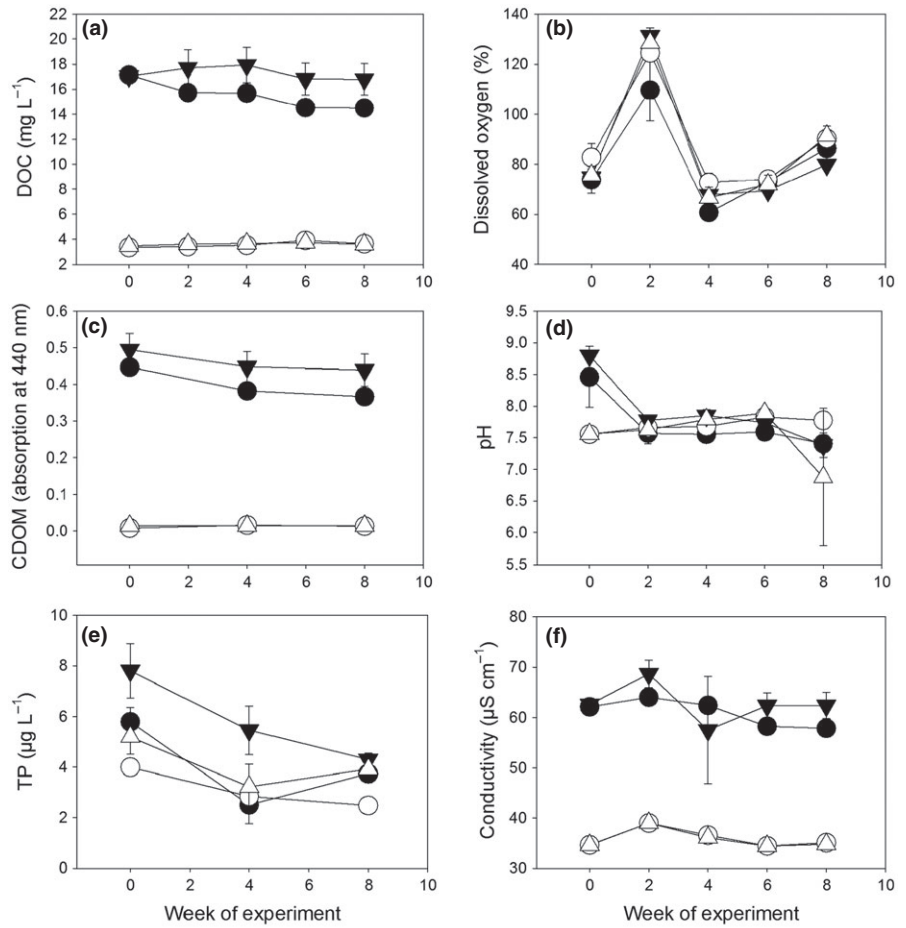 (a)
DOC (mg L⁻¹)
22
20
18
16
14
12
10
8
6
4
2
0 2 4 6 8 10
(b)
Dissolved oxygen (%)
140
120
100
80
60
40
0 2 4 6 8 10
(c)
CDOM (absorption at 440 nm)
0.6
0.5
0.4
0.3
0.2
0.1
0.0
0 2 4 6 8 10
(d)
pH
9.5
9.0
8.5
8.0
7.5
7.0
6.5
6.0
5.5
0 2 4 6 8 10
(e)
TP (µg L⁻¹)
10
8
6
4
2
0
0 2 4 6 8 10
Week of experiment
(f)
Conductivity (µS cm⁻¹)
80
70
60
50
40
30
0 2 4 6 8 10
Week of experiment